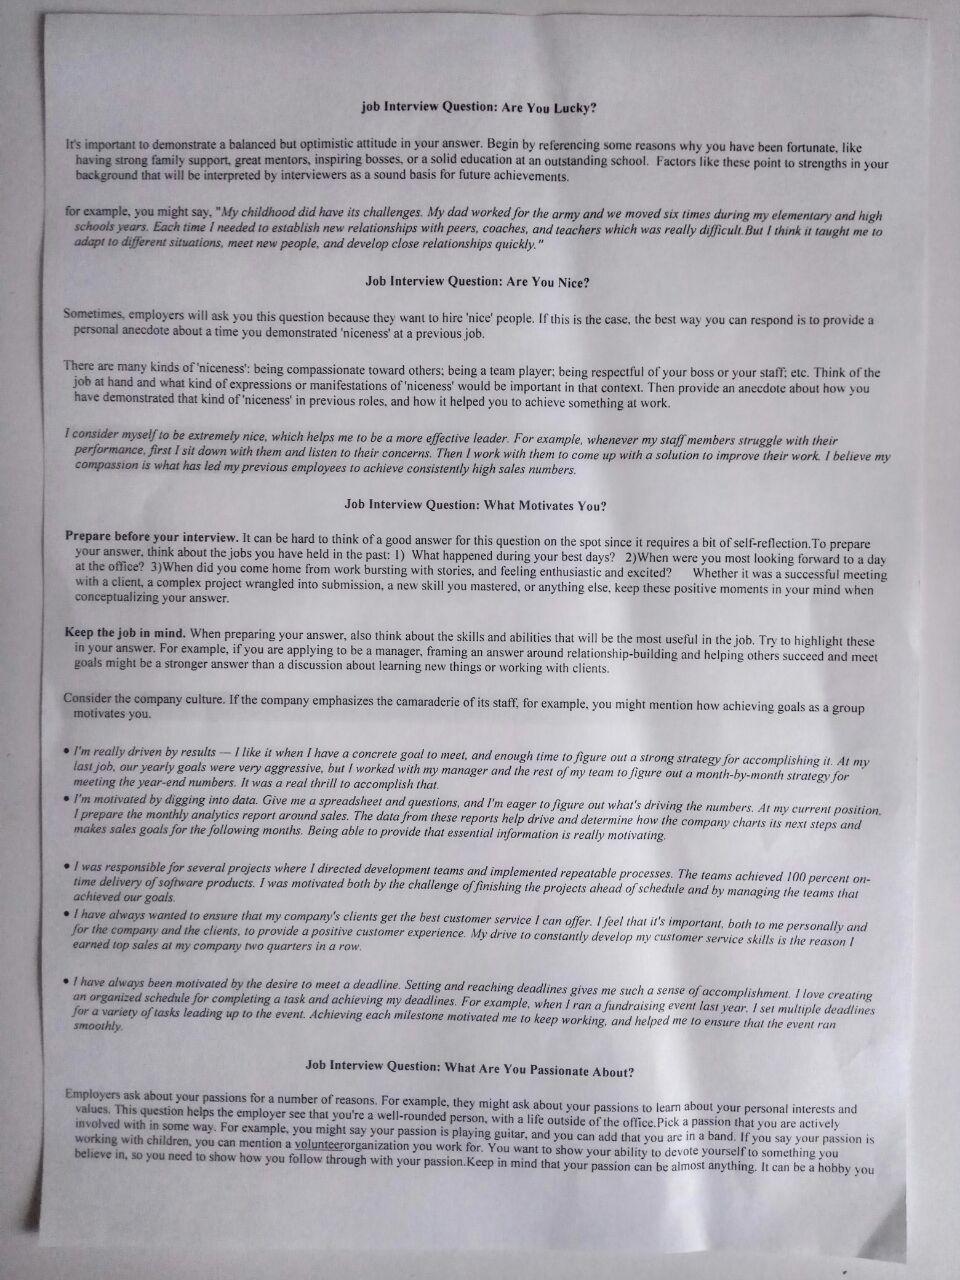 job Interview Question: Are You Lucky?
It's important to demonstrate a balanced but optimistic attitude in your answer. Begin by referencing some reasons why you have been fortunate, like
having strong family support, great mentors, inspiring bosses, or a solid education at an outstanding school. Factors like these point to strengths in your
background that will be interpreted by interviewers as a sound basis for future achievements.
for example, you might say, "My childhood did have its challenges. My dad worked for the army and we moved six times during my elementary and high
schools years. Each time I needed to establish new relationships with peers, coaches, and teachers which was really difficult.But I think it taught me to
adapt to different situations, meet new people, and develop close relationships quickly."
Job Interview Question: Are You Nice?
Sometimes, employers will ask you this question because they want to hire 'nice' people. If this is the case, the best way you can respond is to provide a
personal anecdote about a time you demonstrated 'niceness' at a previous job.
There are many kinds of 'niceness': being compassionate toward others; being a team player; being respectful of your boss or your staff; etc. Think of the
job at hand and what kind of expressions or manifestations of 'niceness' would be important in that context. Then provide an anecdote about how you
have demonstrated that kind of 'niceness' in previous roles, and how it helped you to achieve something at work.
I consider myself to be extremely nice, which helps me to be a more effective leader. For example, whenever my staff members struggle with their
performance, first I sit down with them and listen to their concerns. Then I work with them to come up with a solution to improve their work. I believe my
compassion is what has led my previous employees to achieve consistently high sales numbers.
Job Interview Question: What Motivates You?
Prepare before your interview. It can be hard to think of a good answer for this question on the spot since it requires a bit of self-reflection.To prepare
your answer, think about the jobs you have held in the past: 1) What happened during your best days? 2)When were you most looking forward to a day
at the office? 3)When did you come home from work bursting with stories, and feeling enthusiastic and excited? Whether it was a successful meeting
with a client, a complex project wrangled into submission, a new skill you mastered, or anything else, keep these positive moments in your mind when
conceptualizing your answer.
Keep the job in mind. When preparing your answer, also think about the skills and abilities that will be the most useful in the job. Try to highlight these
in your answer. For example, if you are applying to be a manager, framing an answer around relationship-building and helping others succeed and meet
goals might be a stronger answer than a discussion about learning new things or working with clients.
Consider the company culture. If the company emphasizes the camaraderie of its staff, for example, you might mention how achieving goals as a group
motivates you.
• I'm really driven by results — I like it when I have a concrete goal to meet, and enough time to figure out a strong strategy for accomplishing it. At my
last job, our yearly goals were very aggressive, but I worked with my manager and the rest of my team to figure out a month-by-month strategy for
meeting the year-end numbers. It was a real thrill to accomplish that.
• I'm motivated by digging into data. Give me a spreadsheet and questions, and I'm eager to figure out what's driving the numbers. At my current position,
I prepare the monthly analytics report around sales. The data from these reports help drive and determine how the company charts its next steps and
makes sales goals for the following months. Being able to provide that essential information is really motivating.
• I was responsible for several projects where I directed development teams and implemented repeatable processes. The teams achieved 100 percent on-
time delivery of software products. I was motivated both by the challenge of finishing the projects ahead of schedule and by managing the teams that
achieved our goals.
• I have always wanted to ensure that my company's clients get the best customer service I can offer. I feel that it's important, both to me personally and
for the company and the clients, to provide a positive customer experience. My drive to constantly develop my customer service skills is the reason I
earned top sales at my company two quarters in a row.
• I have always been motivated by the desire to meet a deadline. Setting and reaching deadlines gives me such a sense of accomplishment. I love creating
an organized schedule for completing a task and achieving my deadlines. For example, when I ran a fundraising event last year, I set multiple deadlines
for a variety of tasks leading up to the event. Achieving each milestone motivated me to keep working, and helped me to ensure that the event ran
smoothly.
Job Interview Question: What Are You Passionate About?
Employers ask about your passions for a number of reasons. For example, they might ask about your passions to learn about your personal interests and
values. This question helps the employer see that you're a well-rounded person, with a life outside of the office.Pick a passion that you are actively
involved with in some way. For example, you might say your passion is playing guitar, and you can add that you are in a band. If you say your passion is
working with children, you can mention a volunteerorganization you work for. You want to show your ability to devote yourself to something you
believe in, so you need to show how you follow through with your passion.Keep in mind that your passion can be almost anything. It can be a hobby you